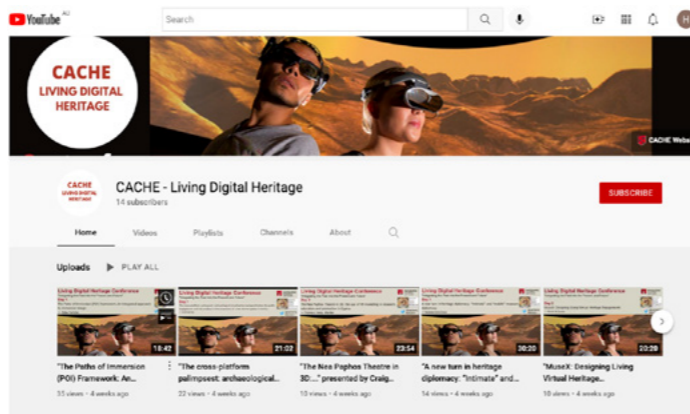 YouTube AU
Search
H
CACHE
LIVING DIGITAL
HERITAGE
CACHE Webs
CACHE
LIVING DIGITAL
HERITAGE
CACHE - Living Digital Heritage
14 subscribers
SUBSCRIBE
Home Videos Playlists Channels About
Uploads PLAY ALL
Living Digital Heritage Conference
Living Digital Heritage Conference
Living Digital Heritage Conference
Living Digital Heritage Conference
Living Digital Heritage Conference
18:42 21:02 23:54 30:20 20:29
"The Paths of Immersion
(POI) Framework: An...
33 views • 4 weeks ago
"The cross-platform
palimpsest: archaeological...
22 views • 4 weeks ago
"The Nea Paphos Theatre in
3D:..." presented by Craig...
13 views • 4 weeks ago
"A new turn in heritage
diplomacy: "Intimate" and...
14 views • 4 weeks ago
"MuseX: Designing Living
Virtual Heritage...
10 views • 4 weeks ago